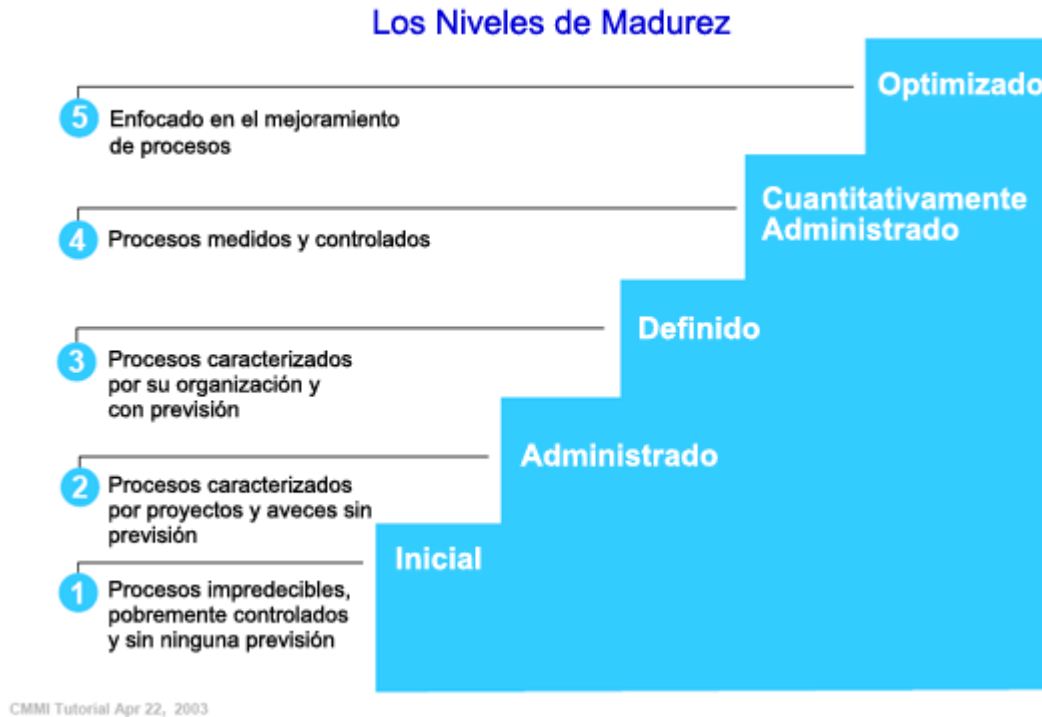 Los Niveles de Madurez
Optimizado
5
Enfocado en el mejoramiento
de procesos
Cuantitativamente
Administrado
4
Procesos medidos y controlados
Definido
3
Procesos caracterizados
por su organización y
con previsión
Administrado
2
Procesos caracterizados
por proyectos y aveces sin
previsión
Inicial
1
Procesos impredecibles,
pobremente controlados
y sin ninguna previsión
CMMI Tutorial Apr 22, 2003